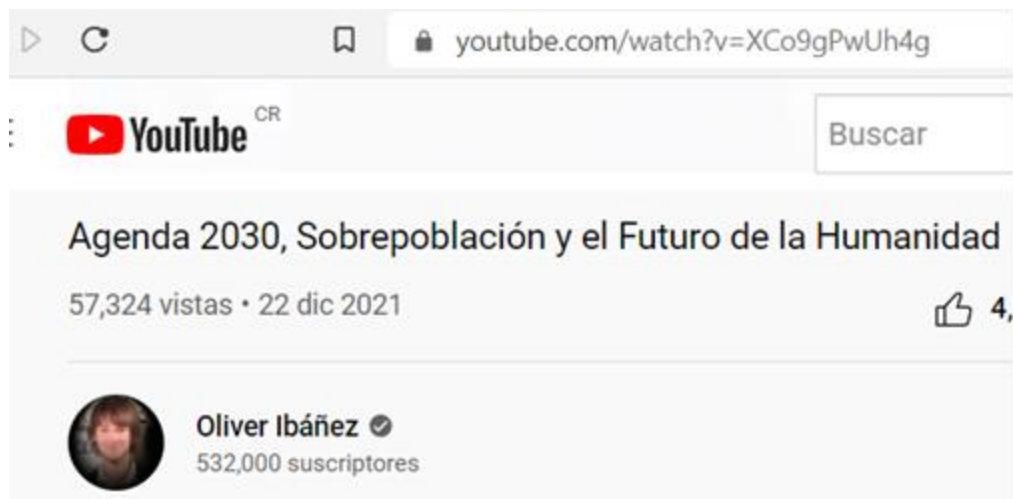 youtube.com/watch?v=XCo9gPwUh4g
YouTube CR
Buscar
Agenda 2030, Sobrepoblación y el Futuro de la Humanidad
57,324 vistas • 22 dic 2021
4,
Oliver Ibáñez
532,000 suscriptores